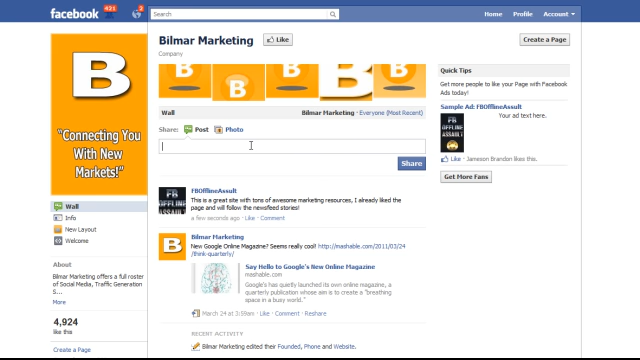 facebook 431 3 Search Home Profile Account
B
"Connecting You
With New
Markets!"
Wall
Info
New Layout
Welcome
About
Bilmar Marketing offers a full roster
of Social Media, Traffic Generation
S...
More
4,924
like this
Create a Page
Bilmar Marketing Like
Company
B
Wall Bilmar Marketing · Everyone (Most Recent)
Share: Post Photo
Share
FB
OFFLINE
ASSULT
FBOfflineAssult
This is a great site with tons of awesome marketing resources, I already liked the
page and will follow the newsfeed stories!
a few seconds ago · Like · Comment
B
Bilmar Marketing
New Google Online Magazine? Seems really cool! http://mashable.com/2011/03/24
/think-quarterly/
Say Hello to Google's New Online Magazine
mashable.com
Google's has quietly launched its own online magazine, a
quarterly publication whose aim is to create a "breathing
space in a busy world."
March 24 at 3:59am · Like · Comment · Reshare
RECENT ACTIVITY
Bilmar Marketing edited their Founded, Phone and Website.
Create a Page
Quick Tips
Get more people to like your Page with Facebook
Ads today!
Sample Ad: FBOfflineAssult
FB
OFFLINE
ASSULT
Your ad text here.
Like · Jameson Brandon likes this.
Get More Fans